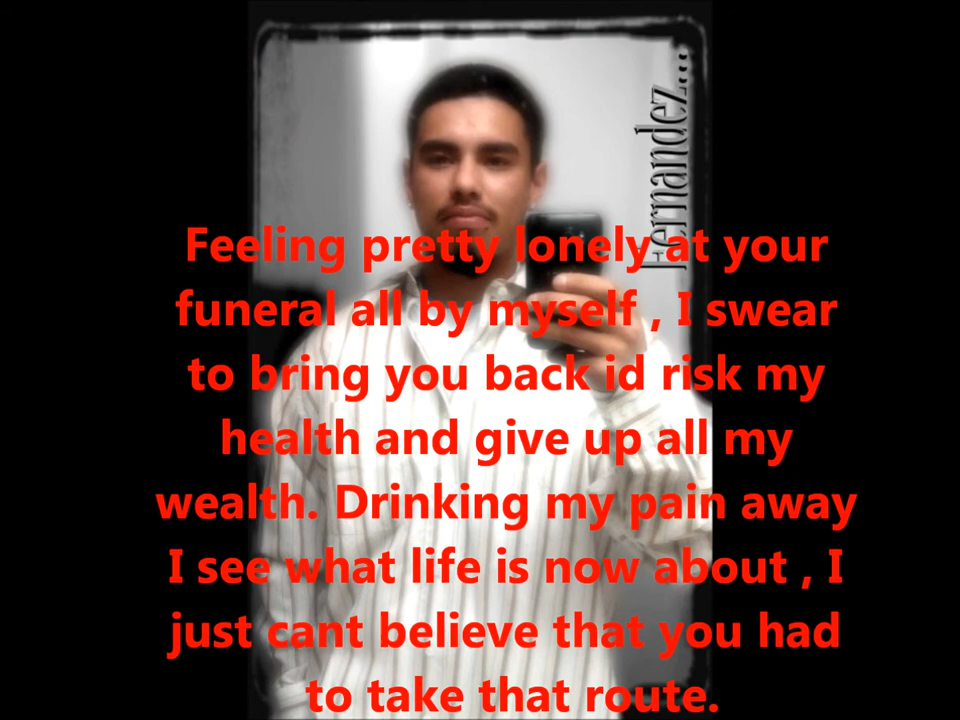 Fernandez...
Feeling pretty lonely at your
funeral all by myself , I swear
to bring you back id risk my
health and give up all my
wealth. Drinking my pain away
I see what life is now about , I
just cant believe that you had
to take that route.